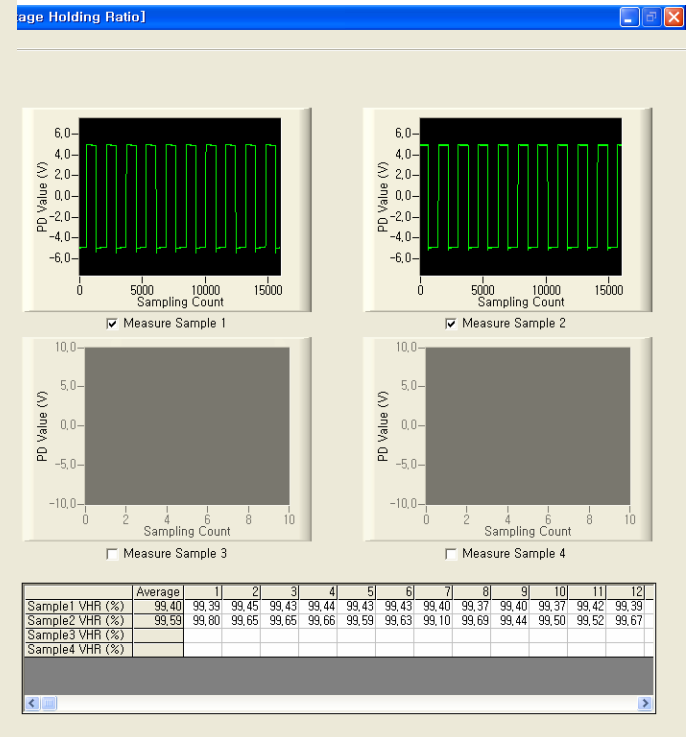 age Holding Ratio]
6,0
4,0
2,0
0,0
-2,0
-4,0
-6,0
PD Value (V)
0 5000 10000 15000
Sampling Count
Measure Sample 1
6,0
4,0
2,0
0,0
-2,0
-4,0
-6,0
PD Value (V)
0 5000 10000 15000
Sampling Count
Measure Sample 2
10,0
5,0
0,0
-5,0
-10,0
PD Value (V)
0 2 4 6 8 10
Sampling Count
Measure Sample 3
10,0
5,0
0,0
-5,0
-10,0
PD Value (V)
0 2 4 6 8 10
Sampling Count
Measure Sample 4
Average 1 2 3 4 5 6 7 8 9 10 11 12
Sample1 VHR (%) 99,40 99,39 99,45 99,43 99,44 99,43 99,43 99,40 99,37 99,40 99,37 99,42 99,39
Sample2 VHR (%) 99,59 99,80 99,65 99,65 99,66 99,59 99,63 99,10 99,69 99,44 99,50 99,52 99,67
Sample3 VHR (%)
Sample4 VHR (%)